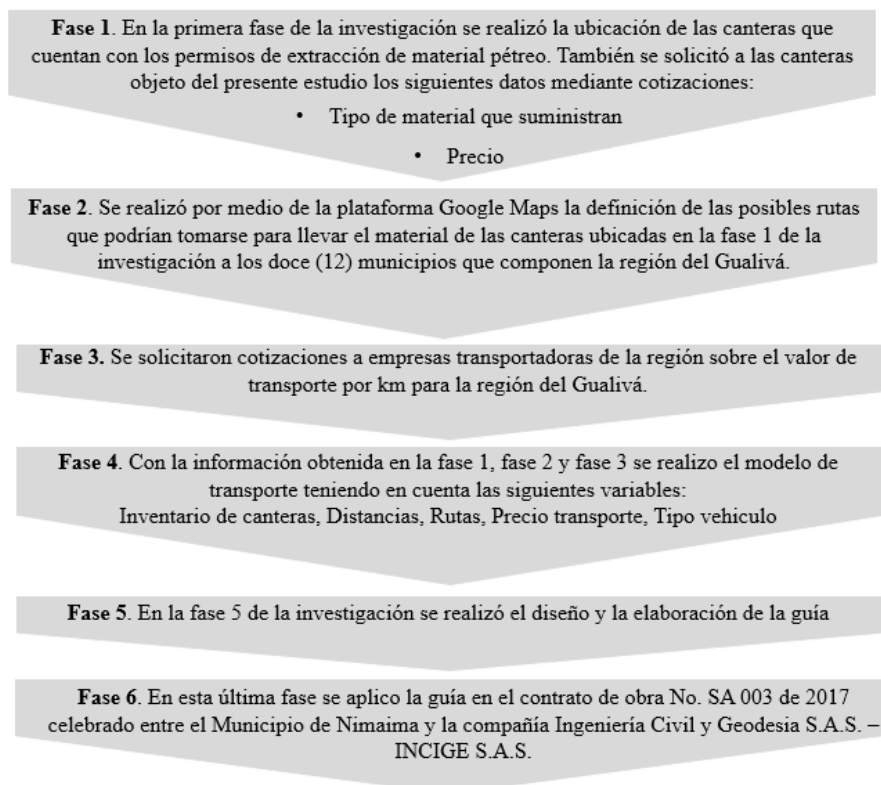 Fase 1. En la primera fase de la investigación se realizó la ubicación de las canteras que
cuentan con los permisos de extracción de material pétreo. También se solicitó a las canteras
objeto del presente estudio los siguientes datos mediante cotizaciones:
• Tipo de material que suministran
• Precio
Fase 2. Se realizó por medio de la plataforma Google Maps la definición de las posibles rutas
que podrían tomarse para llevar el material de las canteras ubicadas en la fase 1 de la
investigación a los doce (12) municipios que componen la región del Gualivá.
Fase 3. Se solicitaron cotizaciones a empresas transportadoras de la región sobre el valor de
transporte por km para la región del Gualivá.
Fase 4. Con la información obtenida en la fase 1, fase 2 y fase 3 se realizo el modelo de
transporte teniendo en cuenta las siguientes variables:
Inventario de canteras, Distancias, Rutas, Precio transporte, Tipo vehiculo
Fase 5. En la fase 5 de la investigación se realizó el diseño y la elaboración de la guía
Fase 6. En esta última fase se aplico la guía en el contrato de obra No. SA 003 de 2017
celebrado entre el Municipio de Nimaima y la compañía Ingeniería Civil y Geodesia S.A.S. –
INCIGE S.A.S.